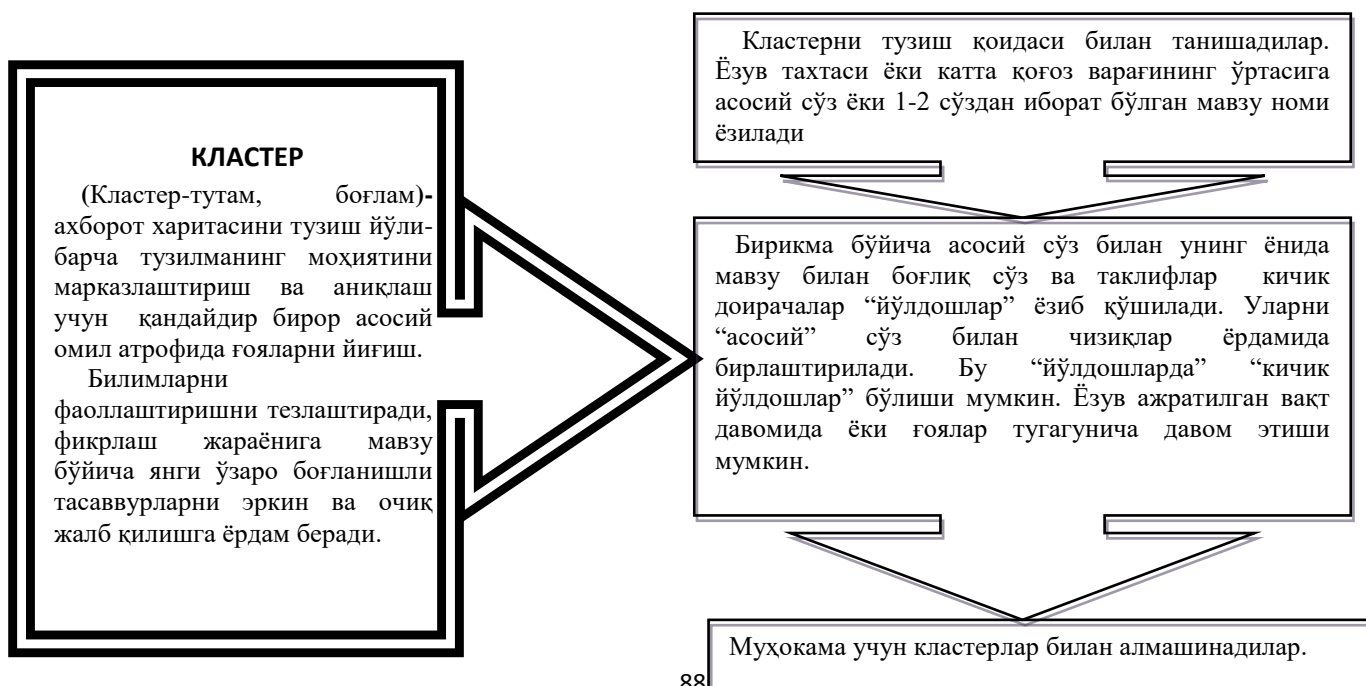 КЛАСТЕР
(Кластер-тутам, боғлам)-
ахборот харитасини тузиш йўли-
барча тузилманинг моҳиятини
марказлаштириш ва аниқлаш
учун қандайдир бирор асосий
омил атрофида ғояларни йиғиш.
Билимларни
фаоллаштиришни тезлаштиради,
фикрлаш жараёнига мавзу
бўйича янги ўзаро боғланишли
тасаввурларни эркин ва очиқ
жалб қилишга ёрдам беради.
Кластерни тузиш қоидаси билан танишадилар.
Ёзув тахтаси ёки катта қоғоз варағининг ўртасига
асосий сўз ёки 1-2 сўздан иборат бўлган мавзу номи
ёзилади
Бирикма бўйича асосий сўз билан унинг ёнида
мавзу билан боғлиқ сўз ва таклифлар кичик
доирачалар “йўлдошлар” ёзиб қўшилади. Уларни
“асосий” сўз билан чизиқлар ёрдамида
бирлаштирилади. Бу “йўлдошларда” “кичик
йўлдошлар” бўлиши мумкин. Ёзув ажратилган вақт
давомида ёки ғоялар тугагунича давом этиши
мумкин.
Муҳокама учун кластерлар билан алмашинадилар.
88